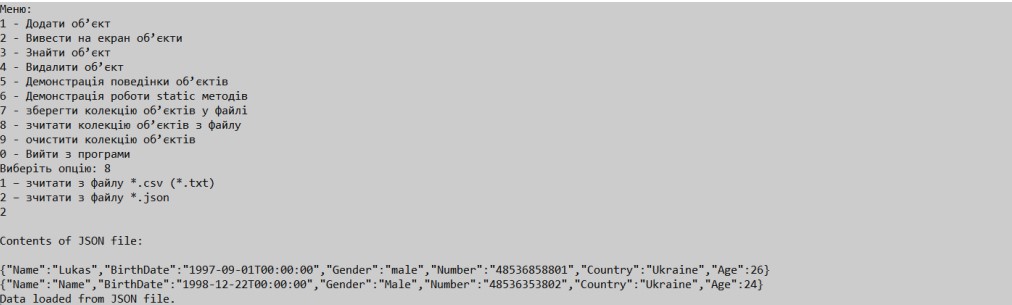 Меню:
1 - Додати об’єкт
2 - Вивести на екран об’єкти
3 - Знайти об’єкт
4 - Видалити об’єкт
5 - Демонстрація поведінки об’єктів
6 - Демонстрація роботи static методів
7 - зберегти колекцію об’єктів у файлі
8 - зчитати колекцію об’єктів з файлу
9 - очистити колекцію об’єктів
0 - Вийти з програми
Виберіть опцію: 8
1 – зчитати з файлу *.csv (*.txt)
2 – зчитати з файлу *.json
2
Contents of JSON file:
{"Name":"Lukas","BirthDate":"1997-09-01T00:00:00","Gender":"male","Number":"48536858801","Country":"Ukraine","Age":26}
{"Name":"Name","BirthDate":"1998-12-22T00:00:00","Gender":"Male","Number":"48536353802","Country":"Ukraine","Age":24}
Data loaded from JSON file.